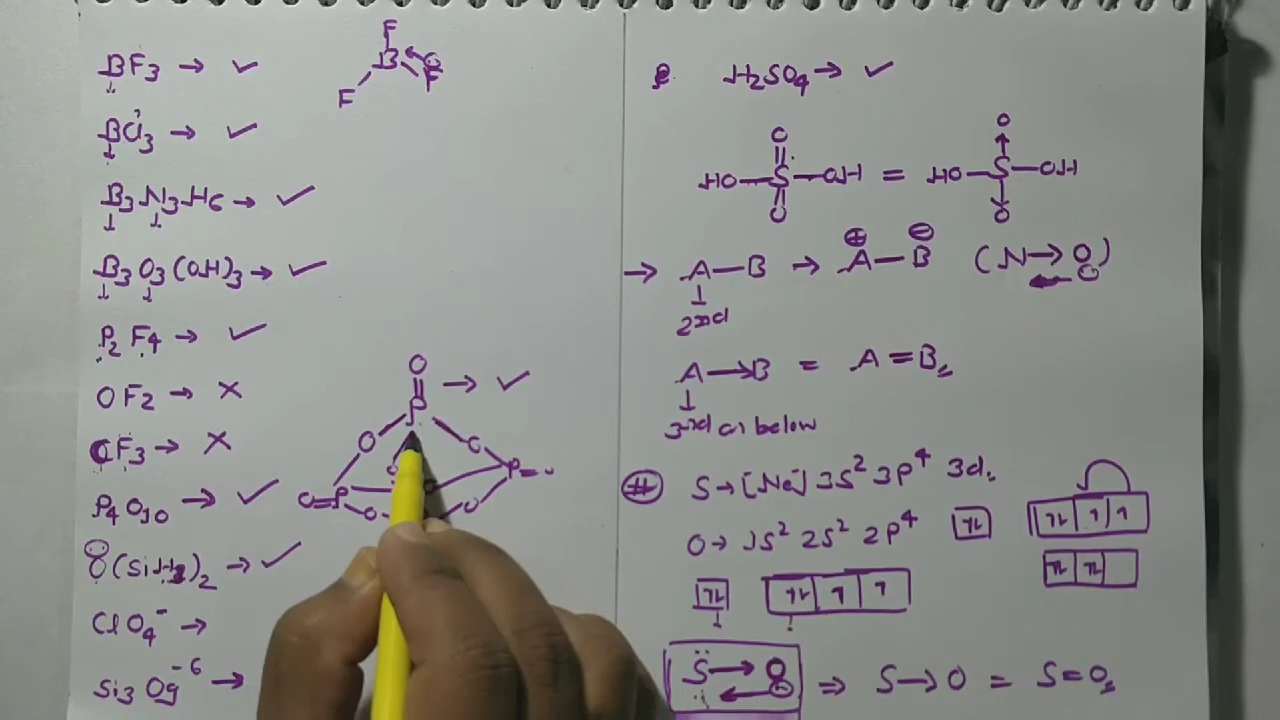 BF3 → ✓
BCl3 → ✓
B3N3H6 → ✓
B3O3(OH)3 → ✓
P2F4 → ✓
OF2 → ✗
CF3 → ✗
P4O10 → ✓
O(SiH3)2 → ✓
ClO4⁻ →
Si3O9⁻⁶ →
F
B
F F
O
P → ✓
O O
O=P P=O
O O
H2SO4 → ✓
O O
HO—S—OH = HO—S—OH
O O
→ A—B → A⊕—B⊖ (N→O)
2nd
A→B = A=B
3rd or below
# S→[Ne]3s² 3p⁴ 3d
O→1s² 2s² 2p⁴
S→O ⇒ S→O = S=O